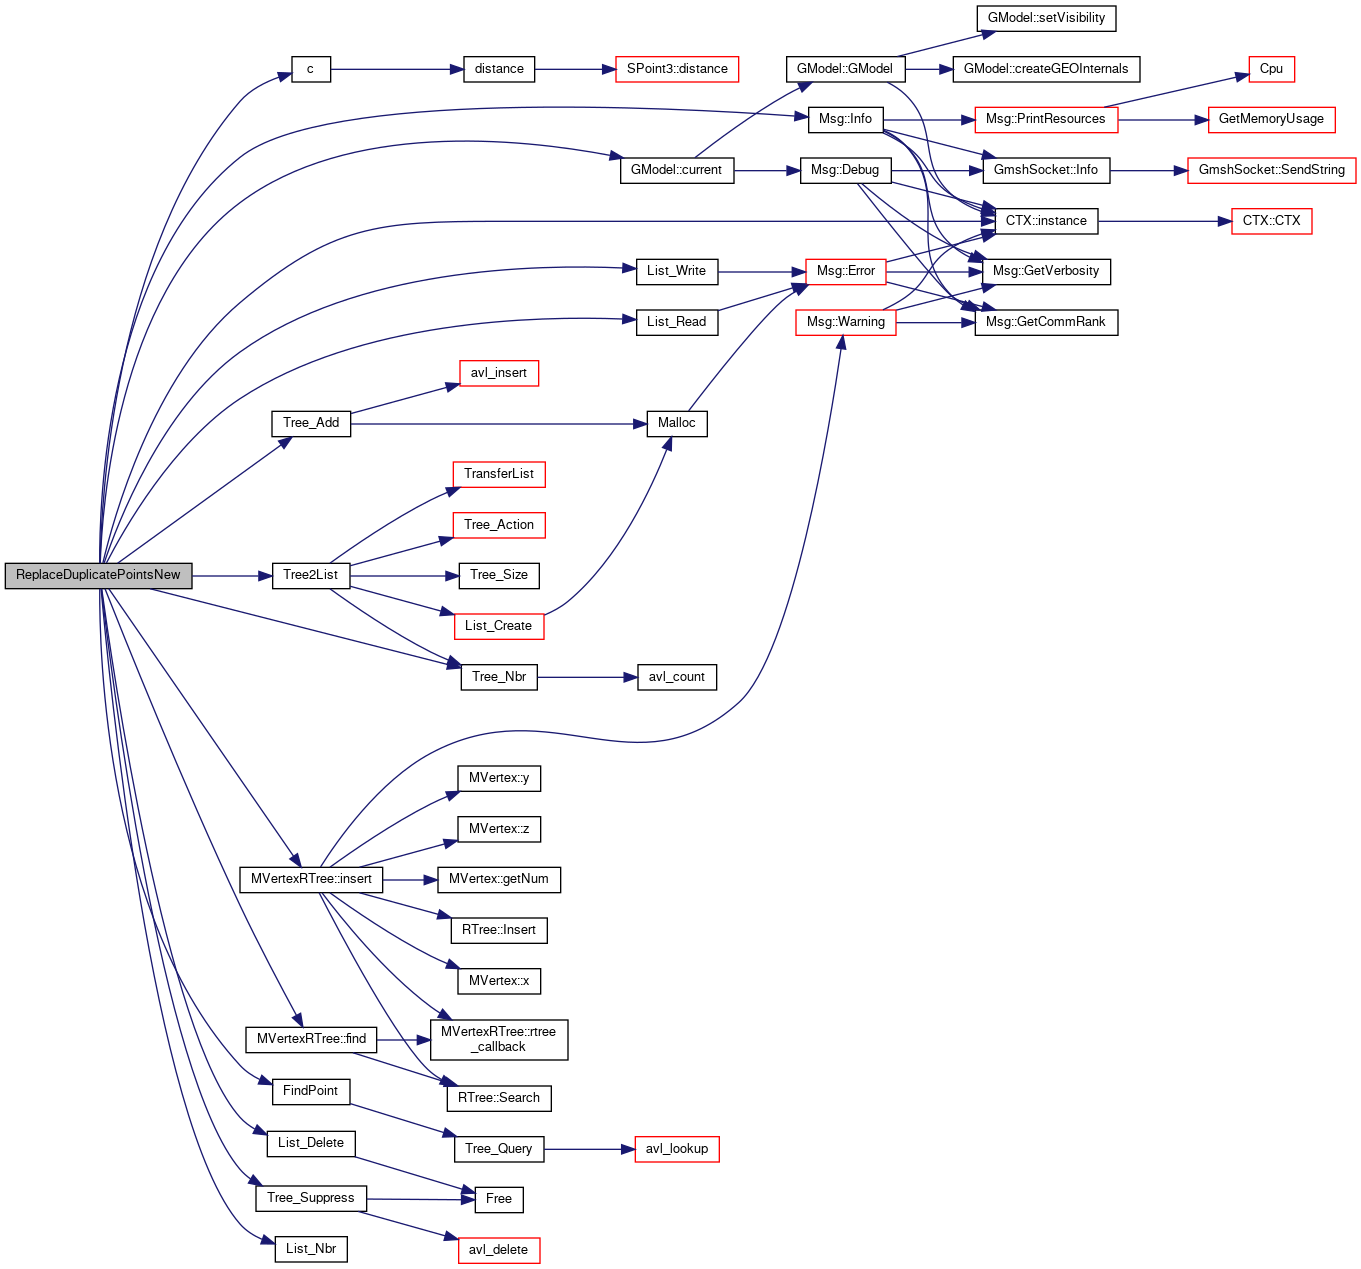 GModel::setVisibility
c
distance
SPoint3::distance
GModel::GModel
GModel::createGEOInternals
Cpu
Msg::Info
Msg::PrintResources
GetMemoryUsage
GModel::current
Msg::Debug
GmshSocket::Info
GmshSocket::SendString
CTX::instance
CTX::CTX
List_Write
Msg::Error
Msg::GetVerbosity
List_Read
Msg::Warning
Msg::GetCommRank
avl_insert
Tree_Add
Malloc
TransferList
Tree_Action
ReplaceDuplicatePointsNew
Tree2List
Tree_Size
List_Create
Tree_Nbr
avl_count
MVertex::y
MVertex::z
MVertexRTree::insert
MVertex::getNum
RTree::Insert
MVertex::x
MVertexRTree::find
MVertexRTree::rtree
_callback
FindPoint
RTree::Search
List_Delete
Tree_Query
avl_lookup
Tree_Suppress
Free
List_Nbr
avl_delete